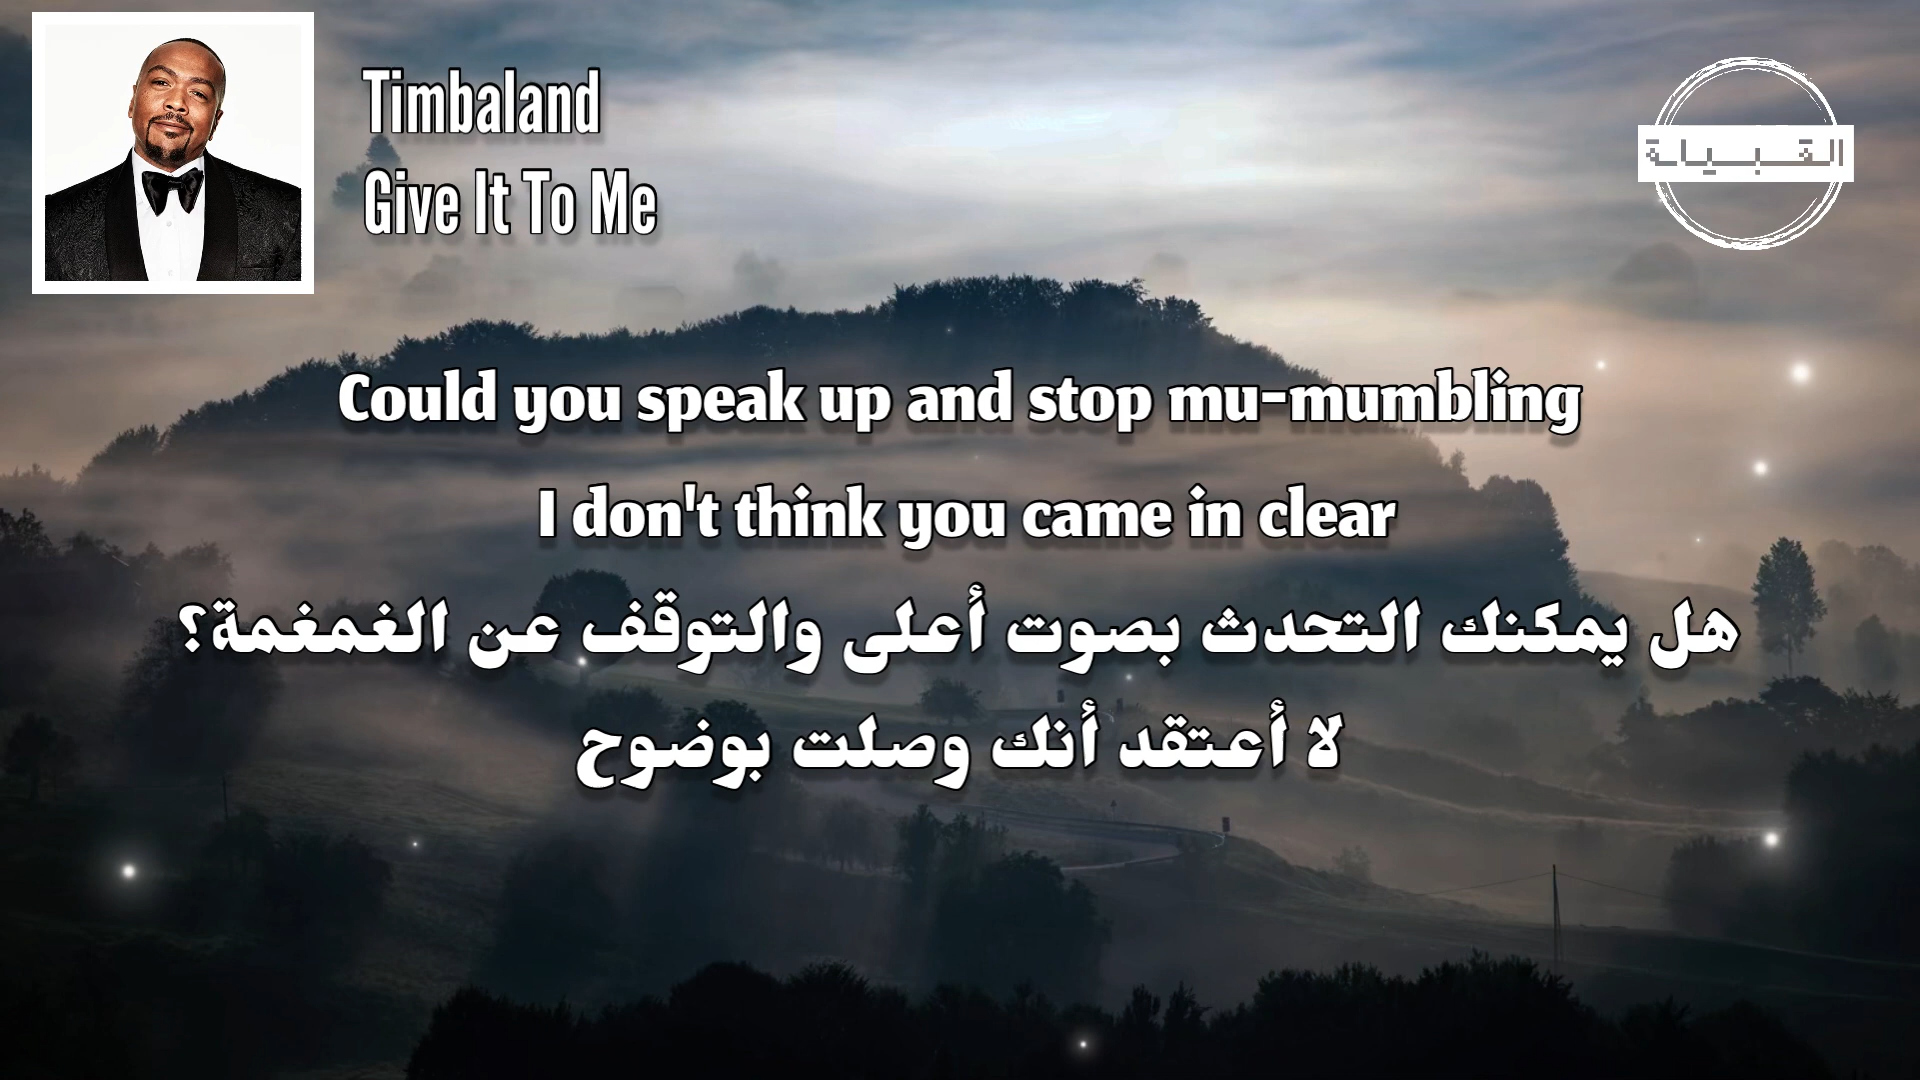 Timbaland
Give It To Me
Could you speak up and stop mu-mumbling
I don't think you came in clear
هل يمكنك التحدث بصوت أعلى والتوقف عن الغمغمة؟
لا أعتقد أنك وصلت بوضوح